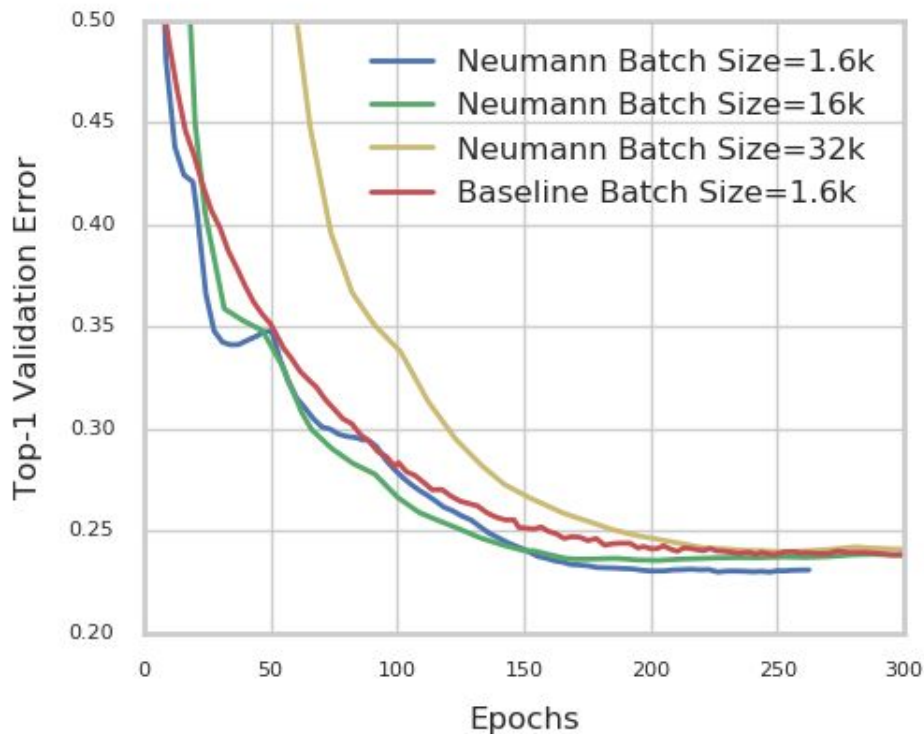 0.50
0.45
0.40
0.35
0.30
0.25
0.20
Top-1 Validation Error
Neumann Batch Size=1.6k
Neumann Batch Size=16k
Neumann Batch Size=32k
Baseline Batch Size=1.6k
0 50 100 150 200 250 300
Epochs